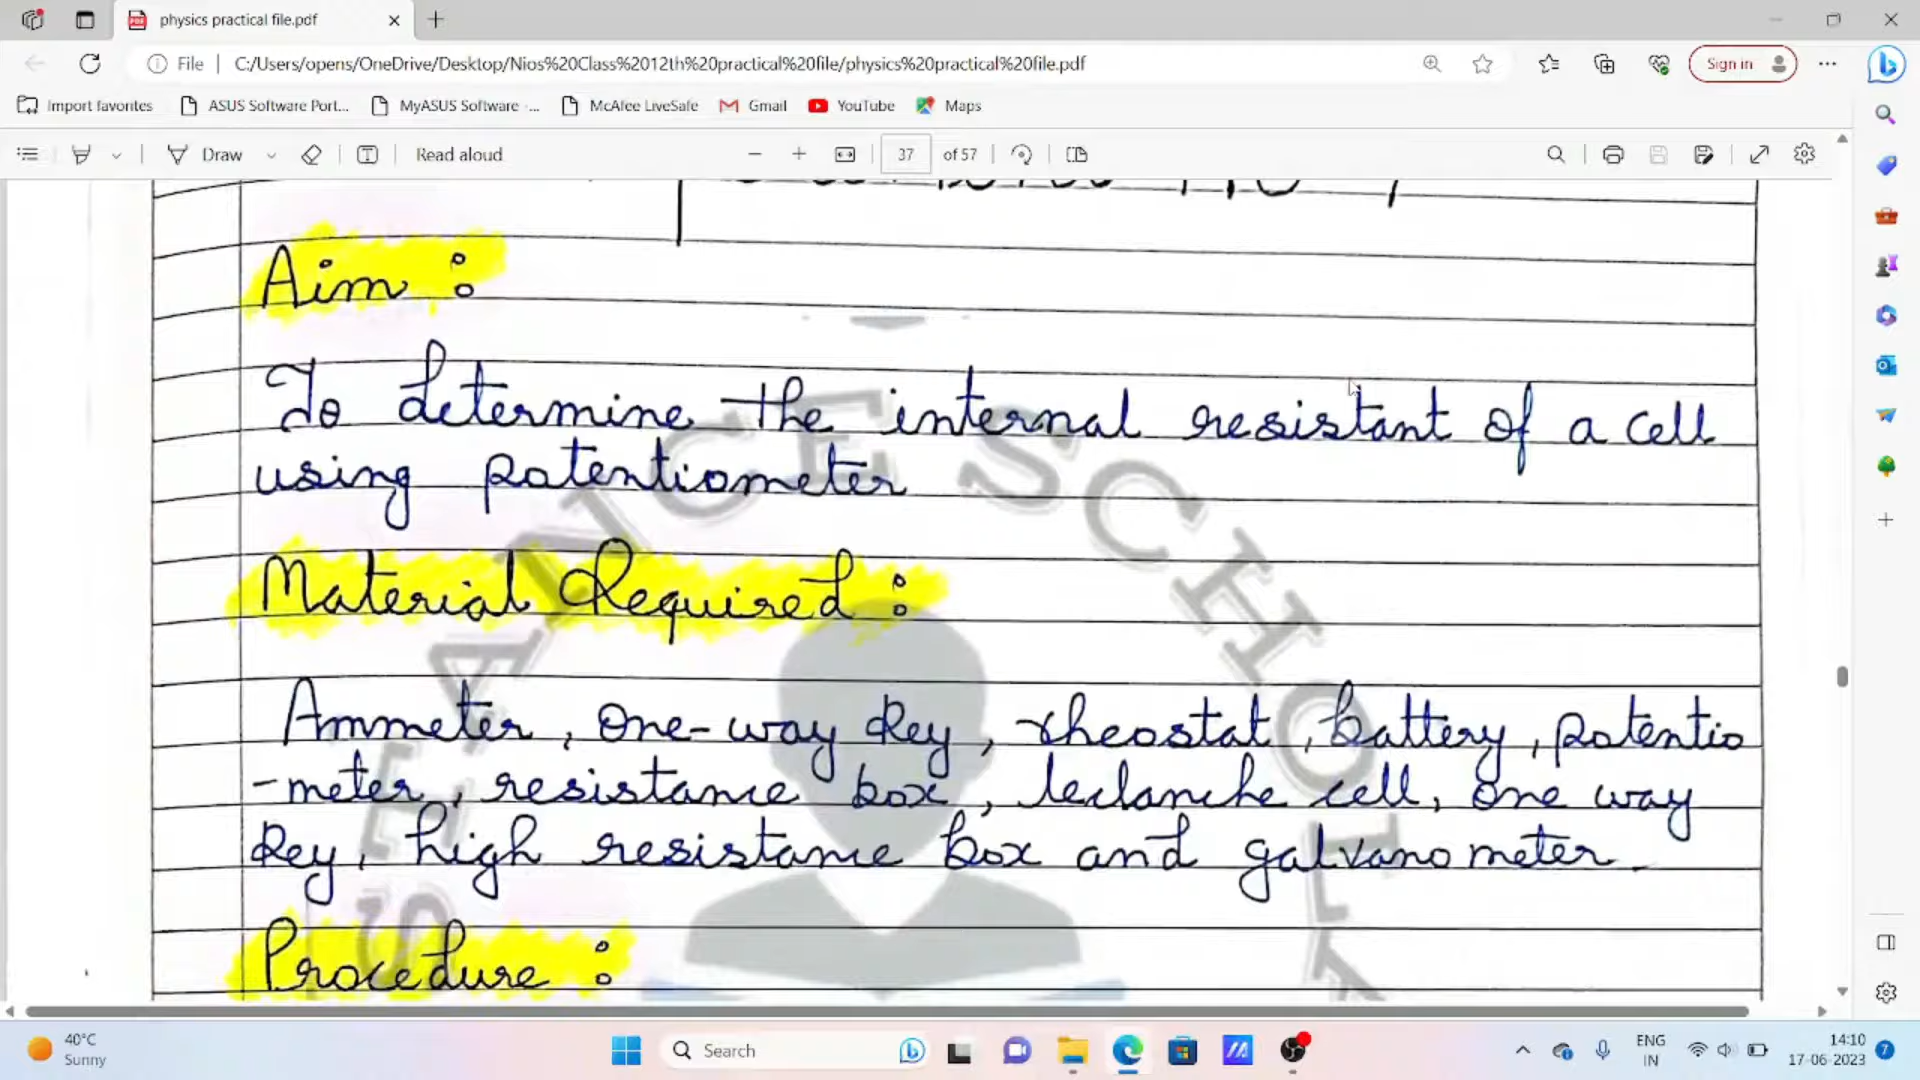 physics practical file.pdf
File
C:/Users/opens/OneDrive/Desktop/Nios%20Class%2012th%20practical%20file/physics%20practical%20file.pdf
Sign in
Import favorites
ASUS Software Port...
MyASUS Software -...
McAfee LiveSafe
Gmail
YouTube
Maps
Draw
Read aloud
37 of 57
Aim :
To determine the internal resistant of a cell
using potentiometer
Material Required :
Ammeter, one-way key, rheostat, battery, potentio
-meter, resistance box, leclanche cell, one way
key, high resistance box and galvanometer.
Procedure :
40°C
Sunny
Search
ENG
IN
14:10
17-06-2023
7